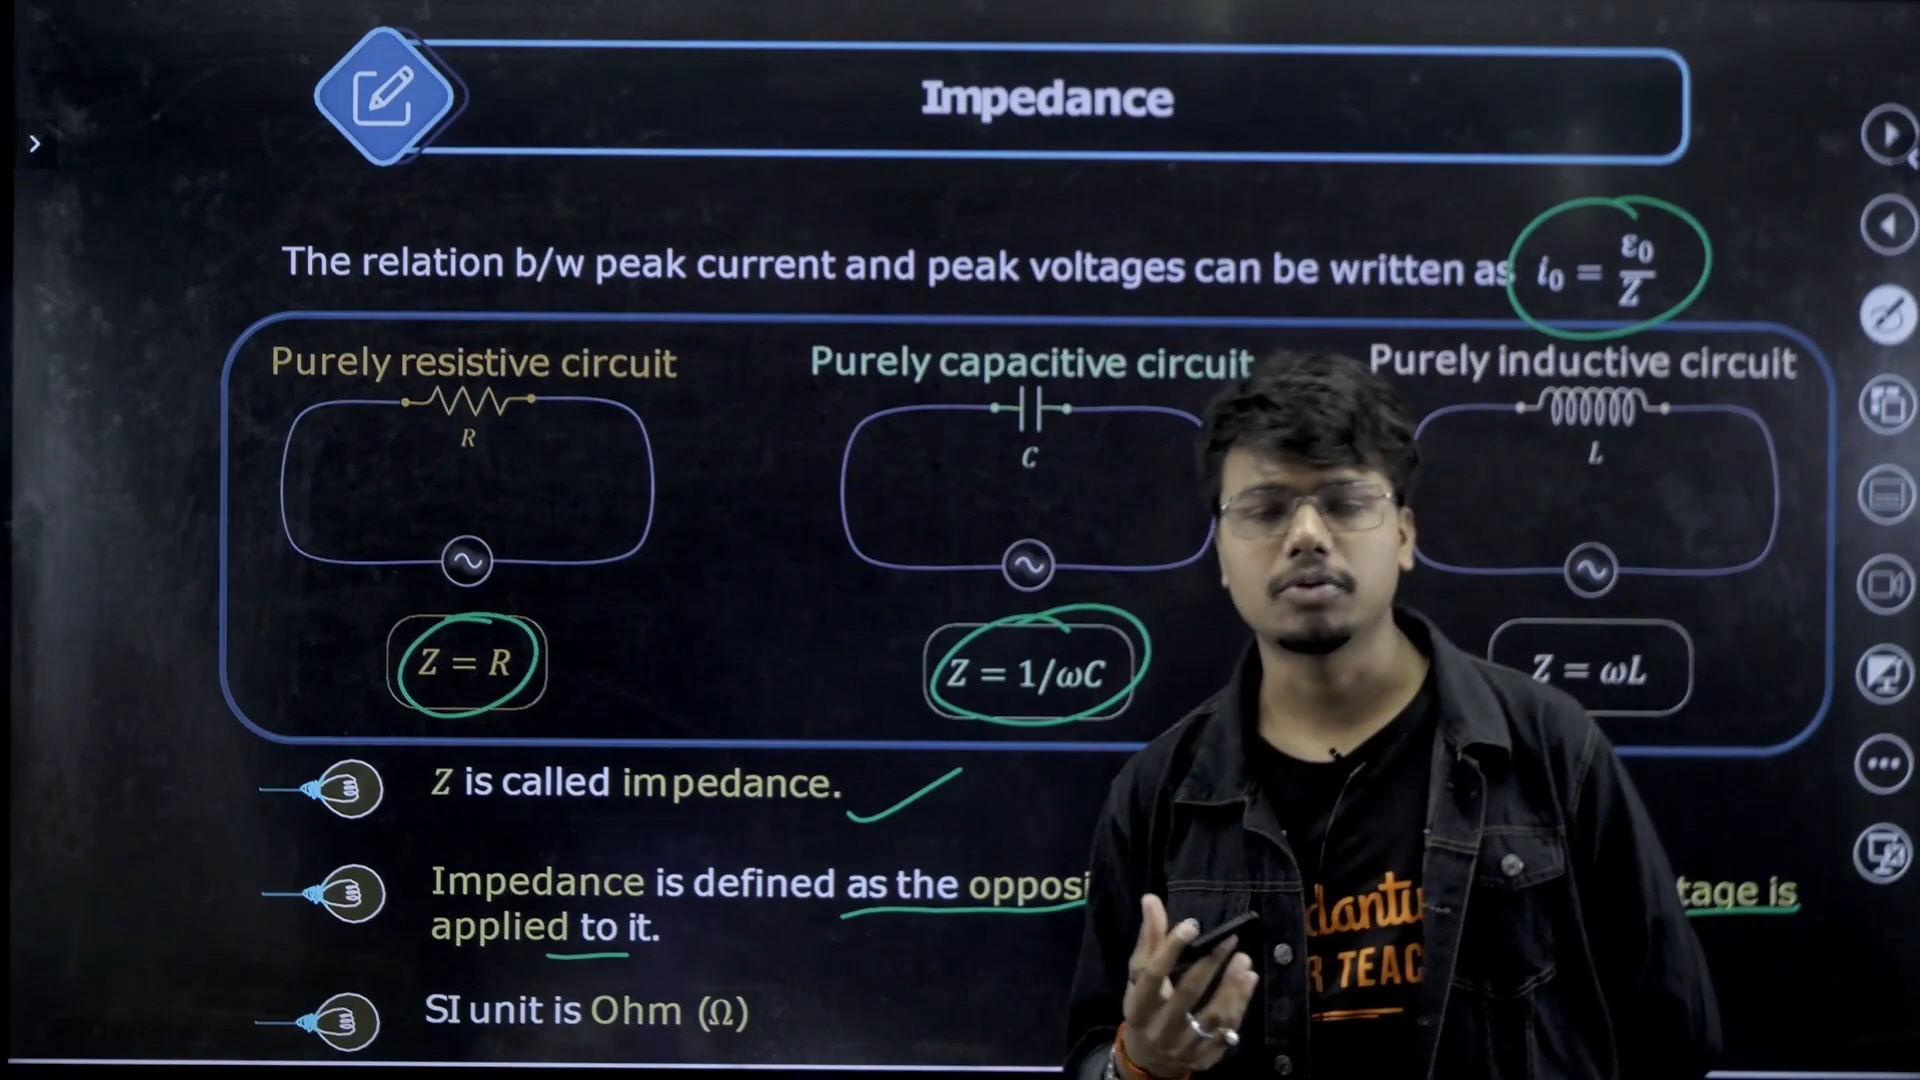 Impedance
The relation b/w peak current and peak voltages can be written as i₀ = ε₀/Z
Purely resistive circuit
Purely capacitive circuit
Purely inductive circuit
R
C
L
Z = R
Z = 1/ωC
Z = ωL
Z is called impedance.
Impedance is defined as the opposi tage is
applied to it.
SI unit is Ohm (Ω)
dantu
R TEAC